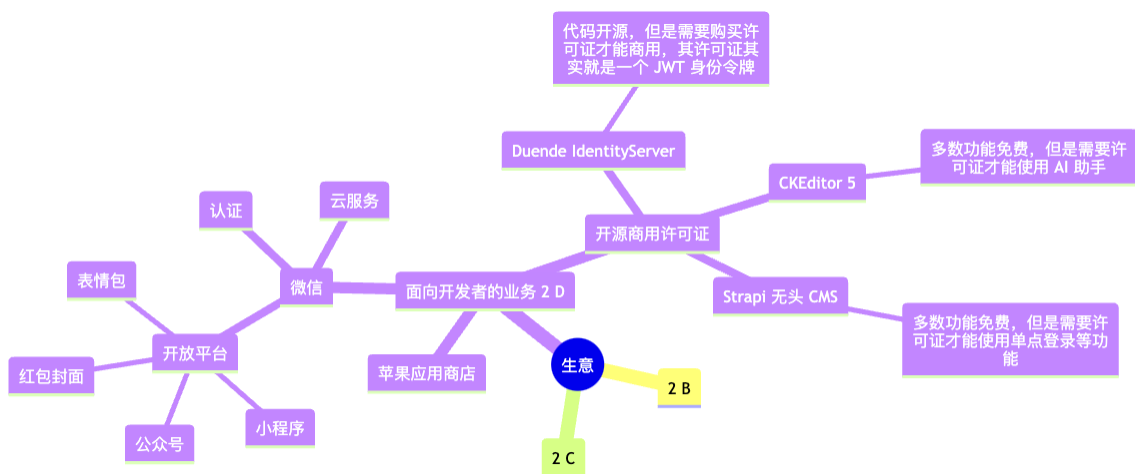 代码开源，但是需要购买许
可证才能商用，其许可证其
实就是一个 JWT 身份令牌
Duende IdentityServer
多数功能免费，但是需要许
可证才能使用 AI 助手
CKEditor 5
云服务
认证
开源商用许可证
表情包
微信
面向开发者的业务 2 D
Strapi 无头 CMS
多数功能免费，但是需要许
可证才能使用单点登录等功
能
开放平台
苹果应用商店
生意
红包封面
2 B
小程序
公众号
2 C